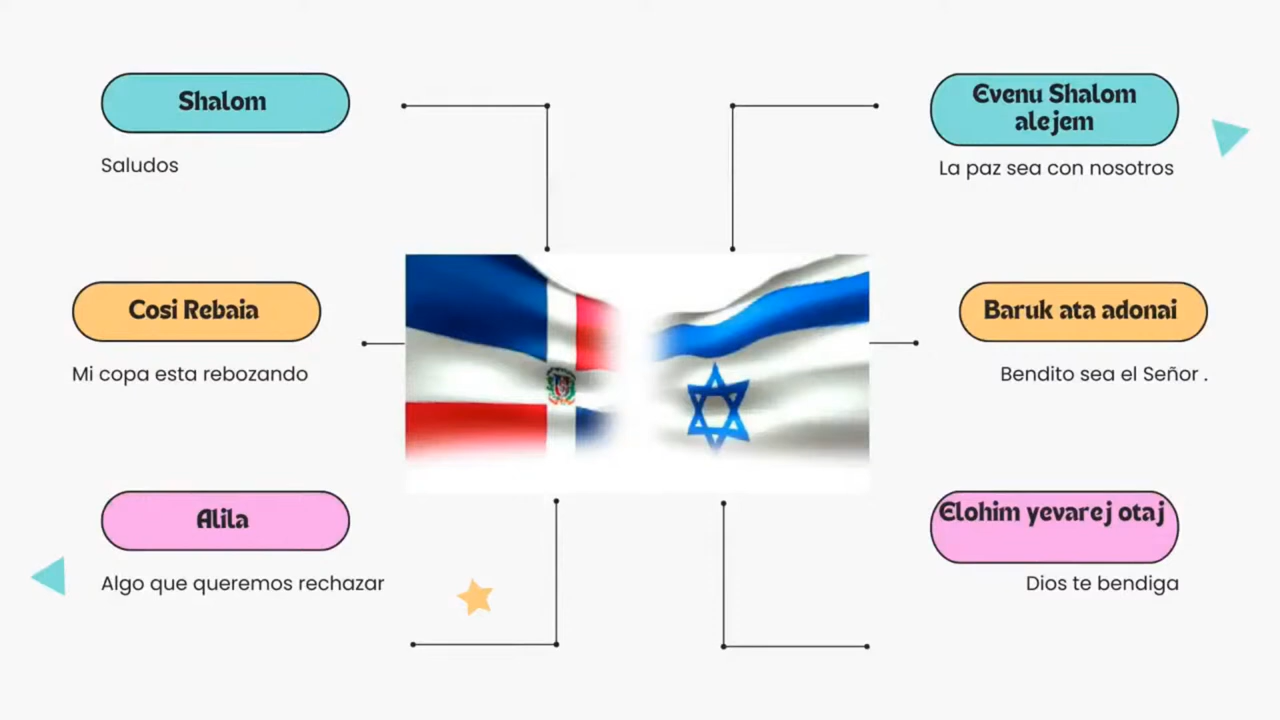 Shalom
Saludos
Evenu Shalom
alejem
La paz sea con nosotros
Cosi Rebaia
Mi copa esta rebozando
Baruk ata adonai
Bendito sea el Señor .
Alila
Algo que queremos rechazar
Elohim yevarej otaj
Dios te bendiga